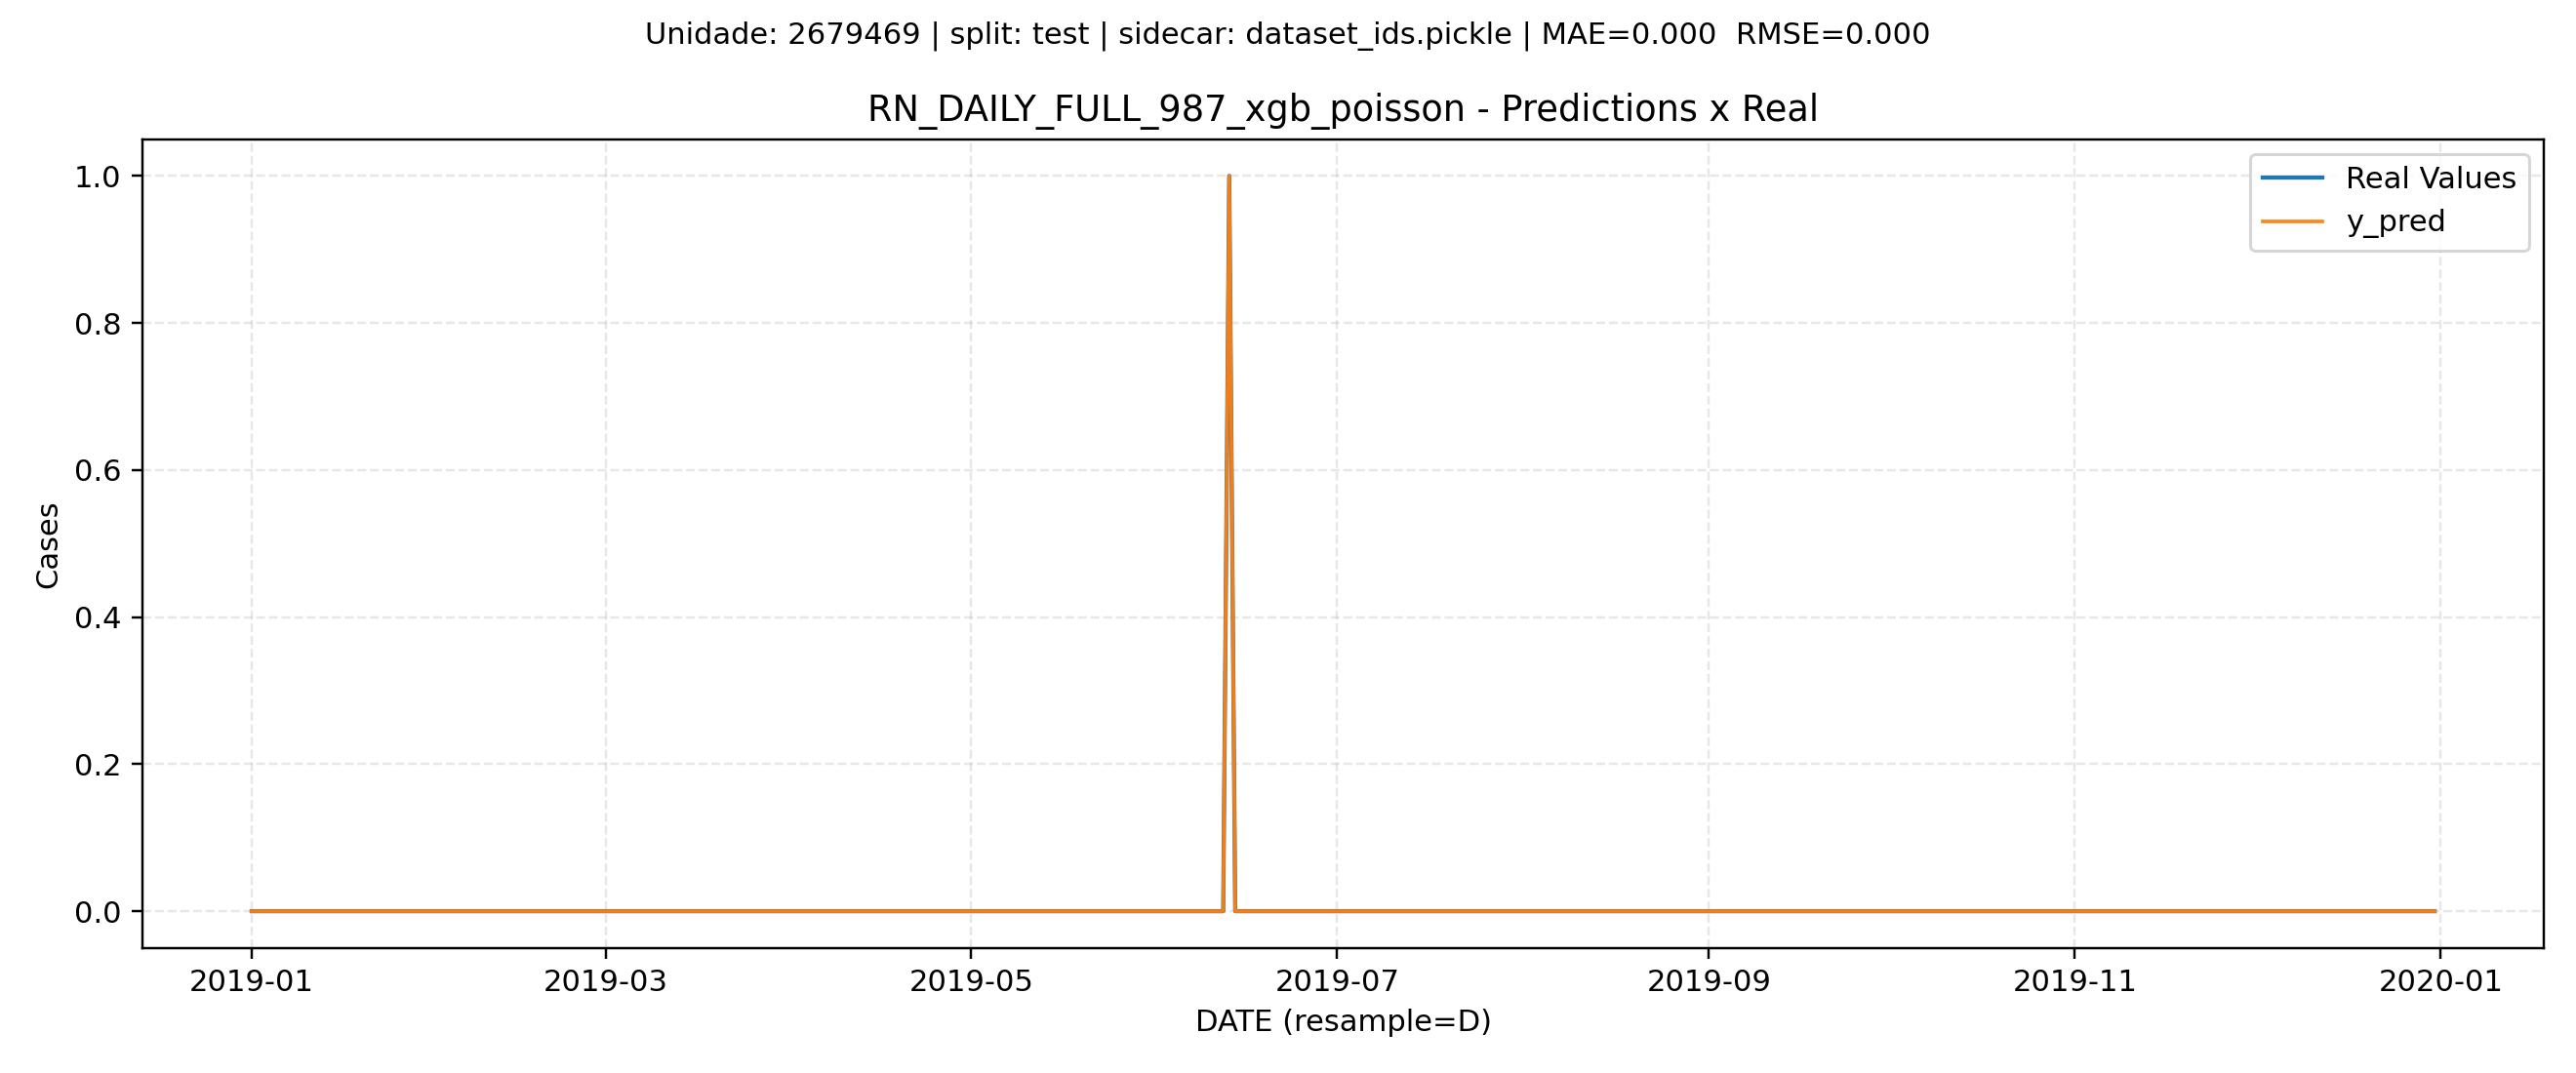 Unidade: 2679469 | split: test | sidecar: dataset_ids.pickle | MAE=0.000  RMSE=0.000
RN_DAILY_FULL_987_xgb_poisson - Predictions x Real
Real Values
y_pred
1.0
0.8
0.6
0.4
0.2
0.0
Cases
2019-01
2019-03
2019-05
2019-07
2019-09
2019-11
2020-01
DATE (resample=D)